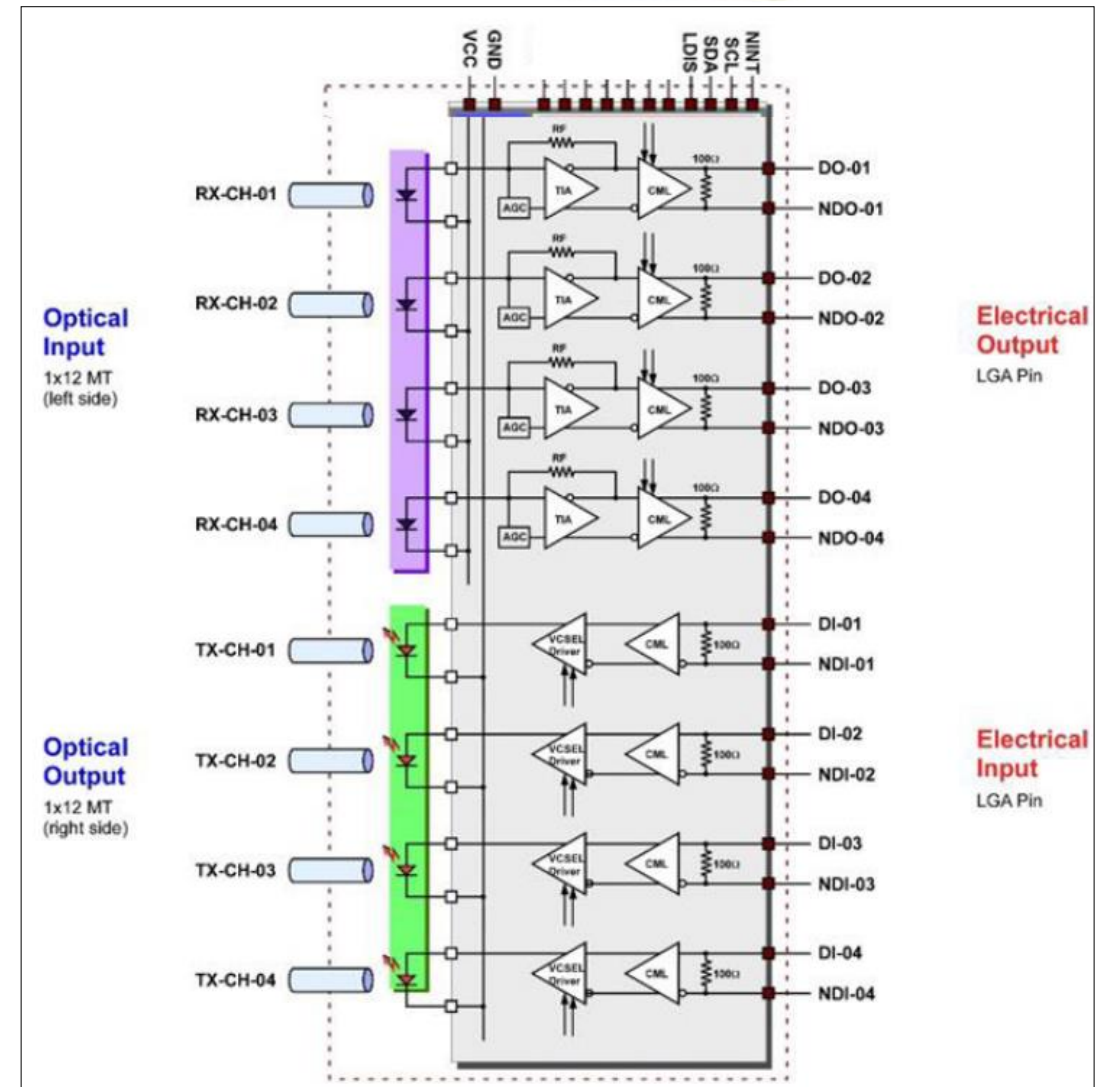 VCC
GND
LDIS
SDA
SCL
NINT
RX-CH-01
RF
TIA
AGC
CML
100Ω
DO-01
NDO-01
RX-CH-02
RF
TIA
AGC
CML
100Ω
DO-02
NDO-02
Optical
Input
1x12 MT
(left side)
Electrical
Output
LGA Pin
RX-CH-03
RF
TIA
AGC
CML
100Ω
DO-03
NDO-03
RX-CH-04
RF
TIA
AGC
CML
100Ω
DO-04
NDO-04
TX-CH-01
VCSEL
Driver
CML
100Ω
DI-01
NDI-01
Optical
Output
1x12 MT
(right side)
Electrical
Input
LGA Pin
TX-CH-02
VCSEL
Driver
CML
100Ω
DI-02
NDI-02
TX-CH-03
VCSEL
Driver
CML
100Ω
DI-03
NDI-03
TX-CH-04
VCSEL
Driver
CML
100Ω
DI-04
NDI-04